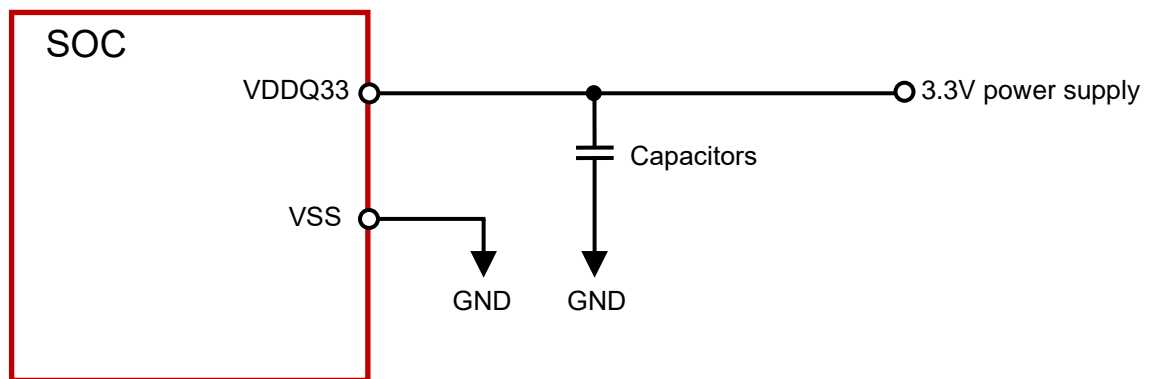 SOC
VDDQ33
3.3V power supply
Capacitors
VSS
GND
GND